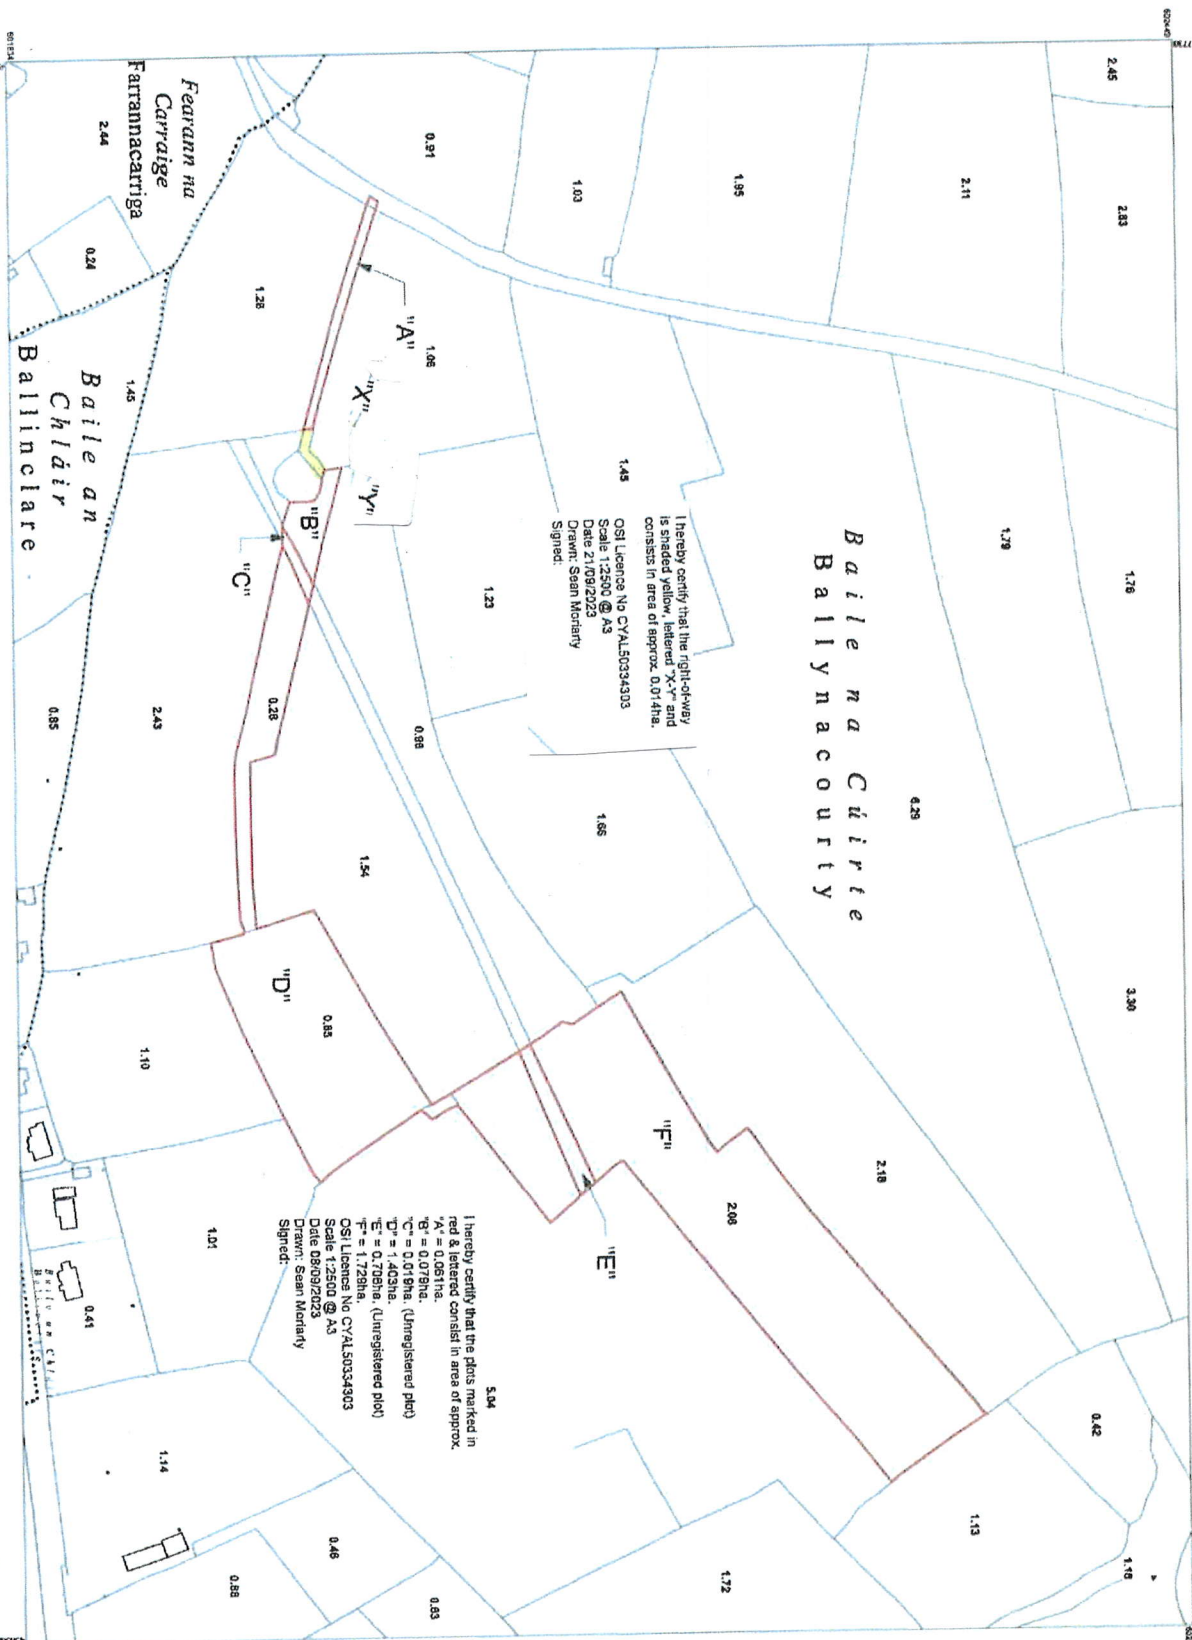 2.45
2.83
2.11
1.95
1.03
0.91
1.76
1.79
3.30
6.29
Baile na Cúirte
Ballynacourty
1.45
I hereby certify that the right-of-way
is shaded yellow, lettered "X-Y" and
consists in area of approx. 0.014ha.
OSI Licence No CYAL50334303
Scale 1:2500 @ A3
Date 21/09/2023
Drawn: Sean Moriarty
Signed:
1.23
1.66
0.98
1.54
2.18
2.08
Fearann na
Carraige
Farrannacarriga
2.44
0.24
1.28
1.06
"A"
"X"
"Y"
"B"
"C"
0.28
Baile an
Chláir
Ballinclare
1.45
2.43
0.85
"D"
0.85
"F"
"E"
1.10
1.01
0.41
1.14
5.04
I hereby certify that the plots marked in
red & lettered consist in area of approx.
"A" = 0.061ha.
"B" = 0.079ha.
"C" = 0.019ha. (Unregistered plot)
"D" = 1.403ha.
"E" = 0.708ha. (Unregistered plot)
"F" = 1.729ha.
OSI Licence No CYAL50334303
Scale 1:2500 @ A3
Date 08/09/2023
Drawn: Sean Moriarty
Signed:
0.42
1.13
1.18
1.72
0.63
0.46
0.88